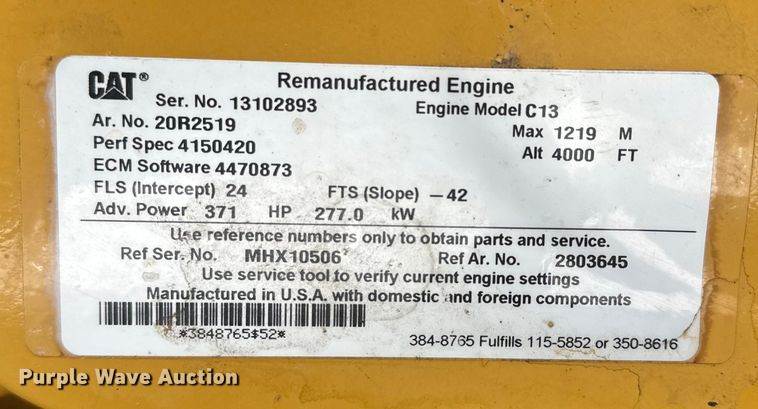 CAT® Remanufactured Engine
Ser. No. 13102893 Engine Model C13
Ar. No. 20R2519 Max 1219 M
Perf Spec 4150420 Alt 4000 FT
ECM Software 4470873
FLS (Intercept) 24 FTS (Slope) -42
Adv. Power 371 HP 277.0 kW
Use reference numbers only to obtain parts and service.
Ref Ser. No. MHX10506 Ref Ar. No. 2803645
Use service tool to verify current engine settings
Manufactured in U.S.A. with domestic and foreign components
*3848765$52*
384-8765 Fulfills 115-5852 or 350-8616
Purple Wave Auction